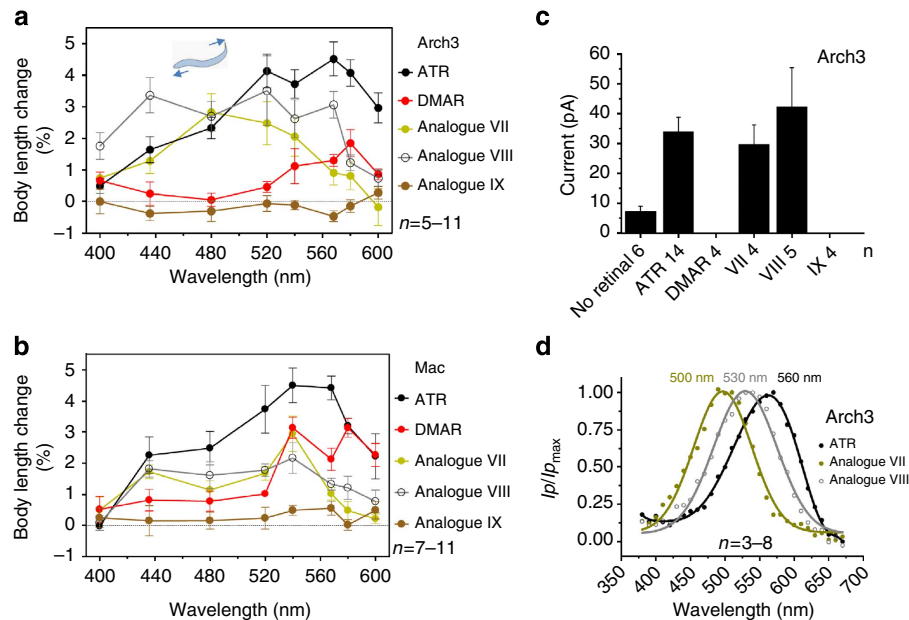 a
Body length change
(%)
5
4
3
2
1
0
–1
400 440 480 520 560 600
Wavelength (nm)
Arch3
ATR
DMAR
Analogue VII
Analogue VIII
Analogue IX
n=5–11
b
Body length change
(%)
5
4
3
2
1
0
–1
400 440 480 520 560 600
Wavelength (nm)
Mac
ATR
DMAR
Analogue VII
Analogue VIII
Analogue IX
n=7–11
c
Current (pA)
60
50
40
30
20
10
0
Arch3
No retinal 6
ATR 14
DMAR 4
VII 4
VIII 5
IX 4
n
d
Ip/Ipmax
1.00
0.75
0.50
0.25
0.00
500 nm 530 nm 560 nm
Arch3
ATR
Analogue VII
Analogue VIII
n=3–8
350 400 450 500 550 600 650 700
Wavelength (nm)